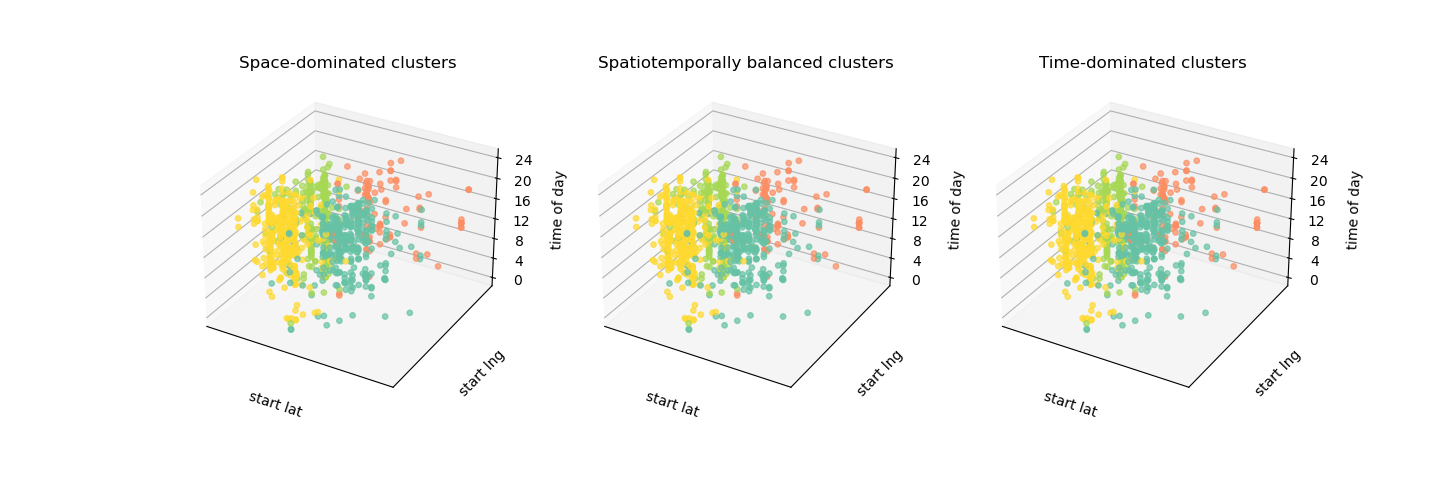 Space-dominated clusters
Spatiotemporally balanced clusters
Time-dominated clusters
24
20
16
12
8
4
0
time of day
start lng
start lat
24
20
16
12
8
4
0
time of day
start lng
start lat
24
20
16
12
8
4
0
time of day
start lng
start lat